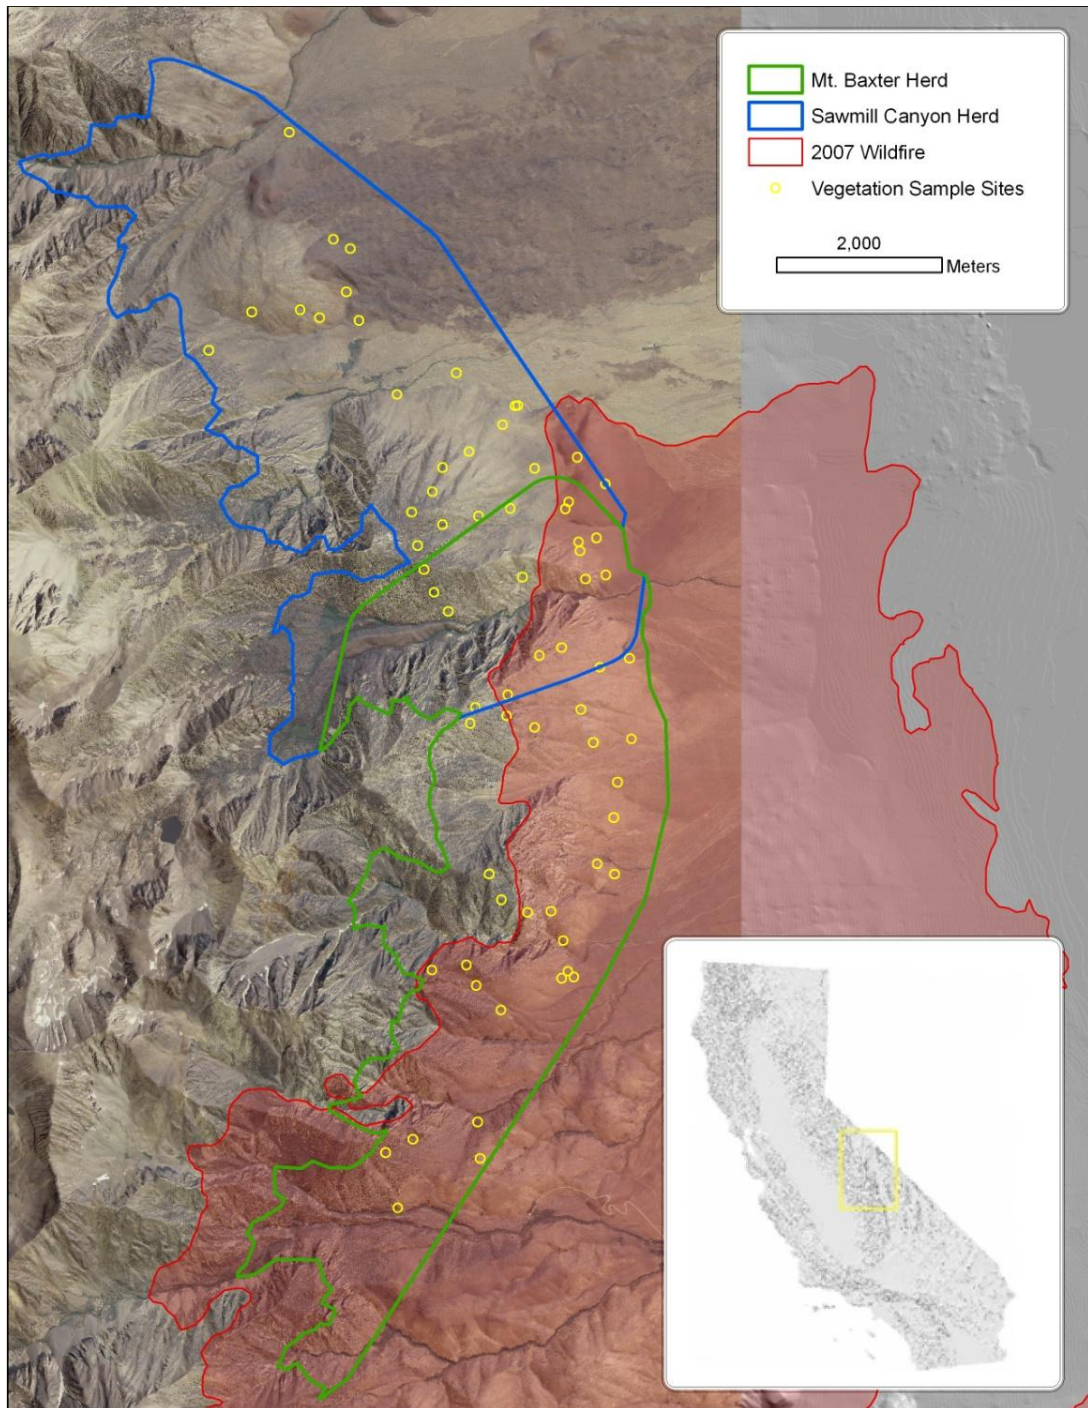 Mt. Baxter Herd
Sawmill Canyon Herd
2007 Wildfire
Vegetation Sample Sites
2,000
Meters